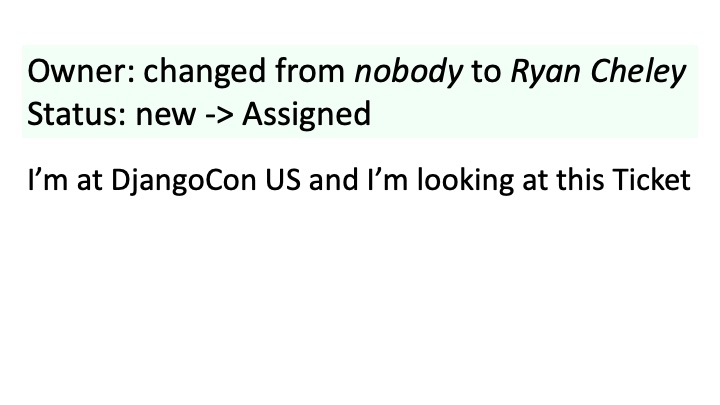 Owner: changed from nobody to Ryan Cheley
Status: new -> Assigned
I’m at DjangoCon US and I’m looking at this Ticket